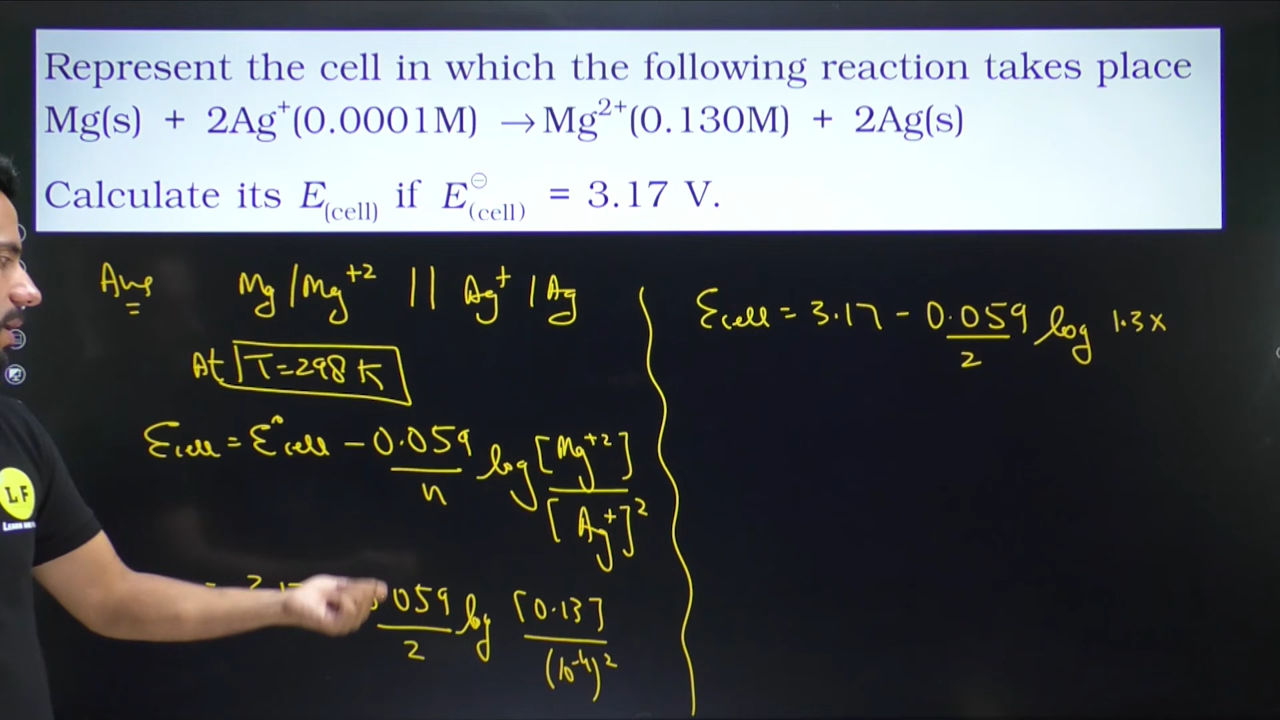 Represent the cell in which the following reaction takes place
Mg(s) + 2Ag⁺(0.0001M) → Mg²⁺(0.130M) + 2Ag(s)
Calculate its E(cell) if E⊖(cell) = 3.17 V.
Ans
Mg/Mg⁺² || Ag⁺ | Ag
At T=298 K
Ecell = E°cell − 0.059/n log [Mg⁺²]/[Ag⁺]²
059/2 log [0.13]/(10⁻⁴)²
Ecell = 3.17 − 0.059/2 log 1.3x
LF